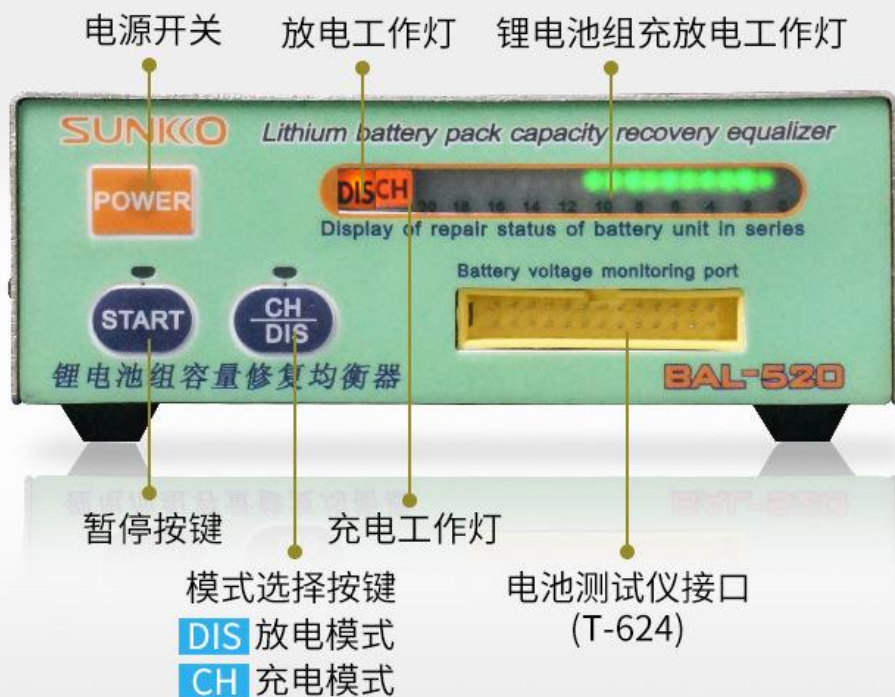 电源开关
放电工作灯
锂电池组充放电工作灯
SUNKKO
Lithium battery pack capacity recovery equalizer
POWER
DIS CH
20 18 16 14 12 10 8 6 4 2 0
Display of repair status of battery unit in series
Battery voltage monitoring port
START
CH
DIS
锂电池组容量修复均衡器
BAL-520
暂停按键
充电工作灯
模式选择按键
DIS 放电模式
CH 充电模式
电池测试仪接口
(T-624)